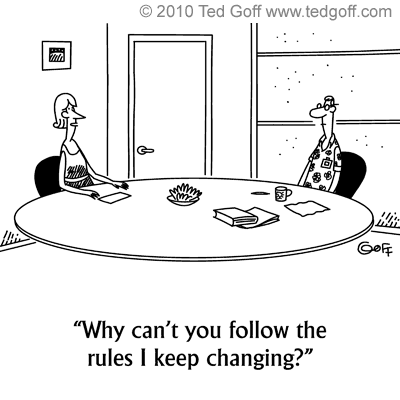 © 2010 Ted Goff www.tedgoff.com
GOFF
“Why can’t you follow the
rules I keep changing?”